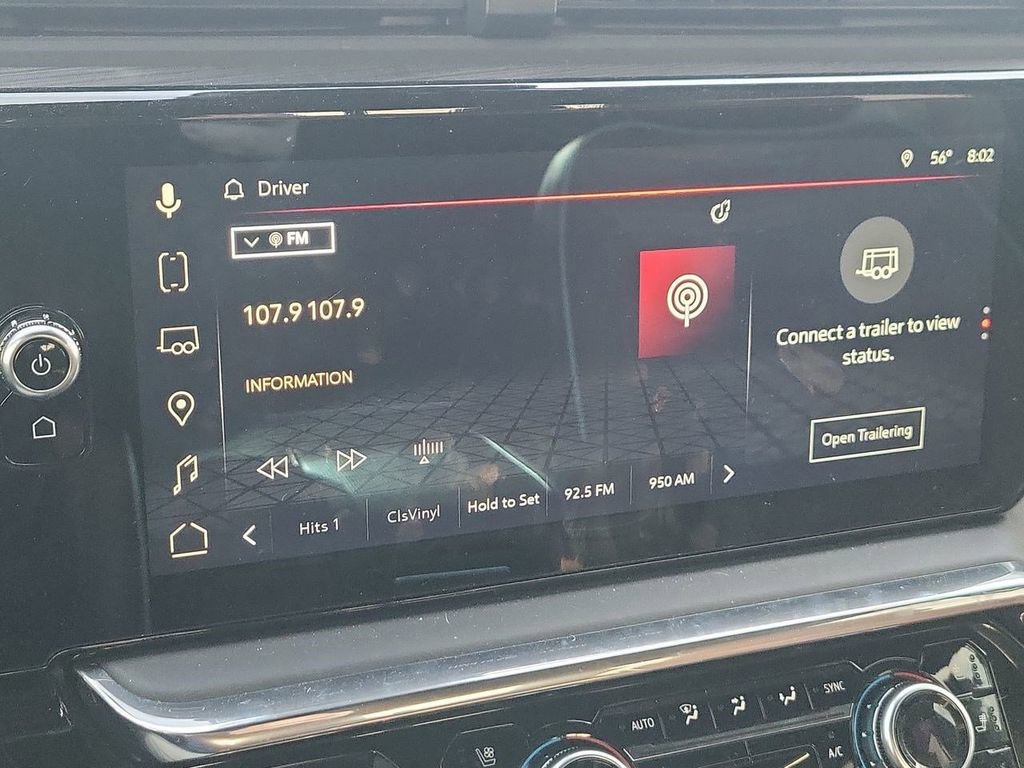 56° 8:02
Driver
FM
107.9 107.9
INFORMATION
Connect a trailer to view
status.
Open Trailering
Hits 1
ClsVinyl
Hold to Set
92.5 FM
950 AM
AUTO
SYNC
A/C